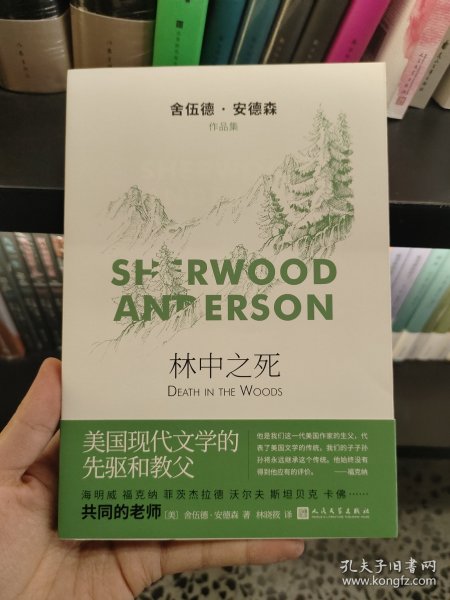 舍伍德·安德森
作品集
SHERWOOD
ANDERSON
林中之死
DEATH IN THE WOODS
美国现代文学的
先驱和教父
他是我们这一代美国作家的生父，代
表了美国文学的传统，我们的子子孙
孙将永远继承这个传统。他始终没有
得到他应有的评价。 ——福克纳
海明威 福克纳 菲茨杰拉德 沃尔夫 斯坦贝克 卡佛……
共同的老师 [美] 舍伍德·安德森 著 林晓筱 译
人民文学出版社
孔夫子旧书网
www.kongfz.com